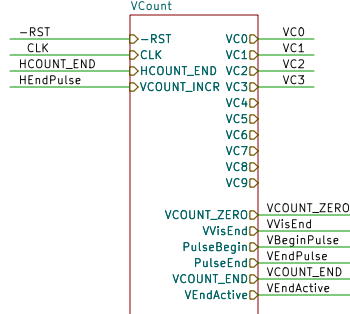 VCount
-RST -RST VC0 VC0
CLK CLK VC1 VC1
HCOUNT_END HCOUNT_END VC2 VC2
HEndPulse VCOUNT_INCR VC3 VC3
VC4
VC5
VC6
VC7
VC8
VC9
VCOUNT_ZERO VCOUNT_ZERO
VVisEnd VVisEnd
PulseBegin VBeginPulse
PulseEnd VEndPulse
VCOUNT_END VCOUNT_END
VEndActive VEndActive